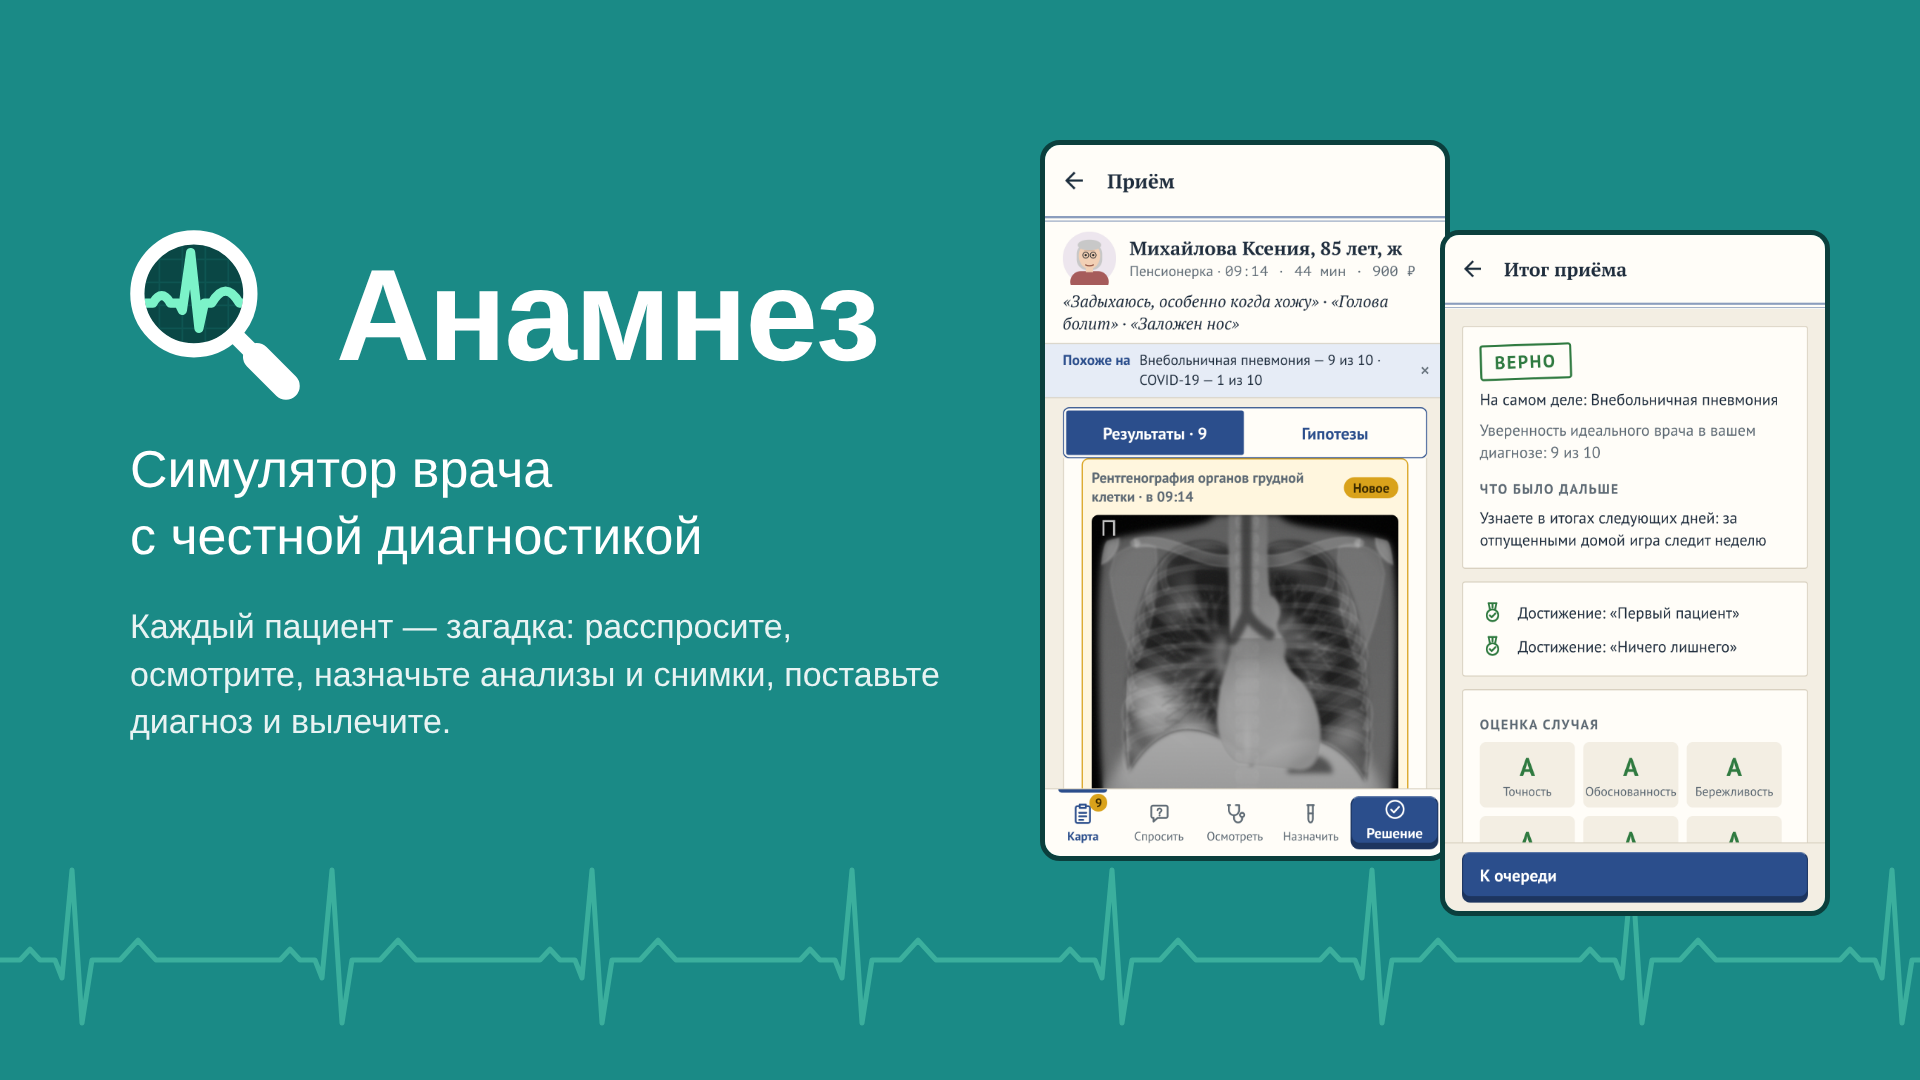 Анамнез
Симулятор врача
с честной диагностикой
Каждый пациент — загадка: расспросите,
осмотрите, назначьте анализы и снимки, поставьте
диагноз и вылечите.
Приём
Михайлова Ксения, 85 лет, ж
Пенсионерка · 09:14 · 44 мин · 900 ₽
«Задыхаюсь, особенно когда хожу» · «Голова
болит» · «Заложен нос»
Похоже на Внебольничная пневмония — 9 из 10 ·
COVID-19 — 1 из 10
×
Результаты · 9
Гипотезы
Рентгенография органов грудной
клетки · в 09:14
Новое
П
9
Карта
Спросить
Осмотреть
Назначить
Решение
Итог приёма
ВЕРНО
На самом деле: Внебольничная пневмония
Уверенность идеального врача в вашем
диагнозе: 9 из 10
ЧТО БЫЛО ДАЛЬШЕ
Узнаете в итогах следующих дней: за
отпущенными домой игра следит неделю
Достижение: «Первый пациент»
Достижение: «Ничего лишнего»
ОЦЕНКА СЛУЧАЯ
А
Точность
А
Обоснованность
А
Бережливость
К очереди